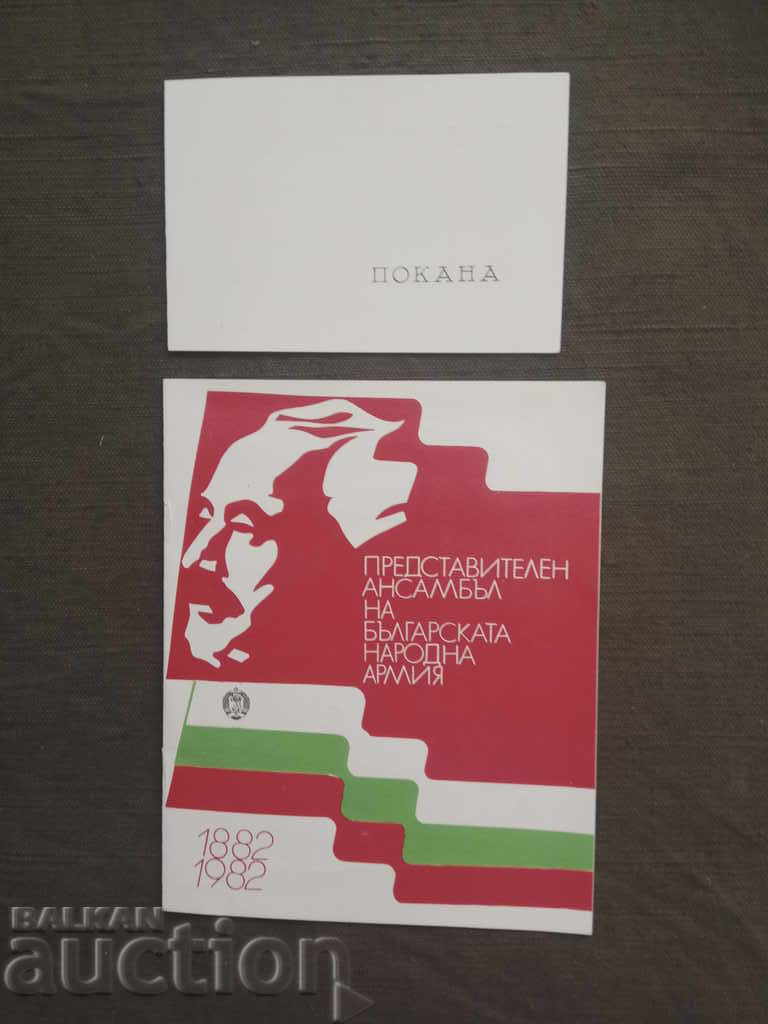 ПОКАНА
ПРЕДСТАВИТЕЛЕН
АНСАМБЪЛ
НА
БЪЛГАРСКАТА
НАРОДНА
АРМИЯ
1882
1982
BALKAN
auction